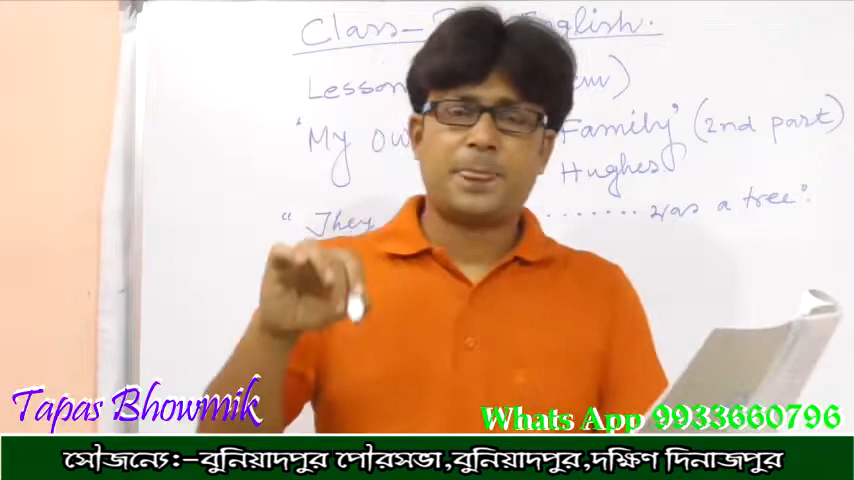 Class- English.
Lesson
'My Own Family' (2nd part)
Hughes
"They ........ was a tree".
Tapas Bhowmik
Whats App 9933660796
সৌজন্যে:-বুনিয়াদপুর পৌরসভা,বুনিয়াদপুর,দক্ষিণ দিনাজপুর